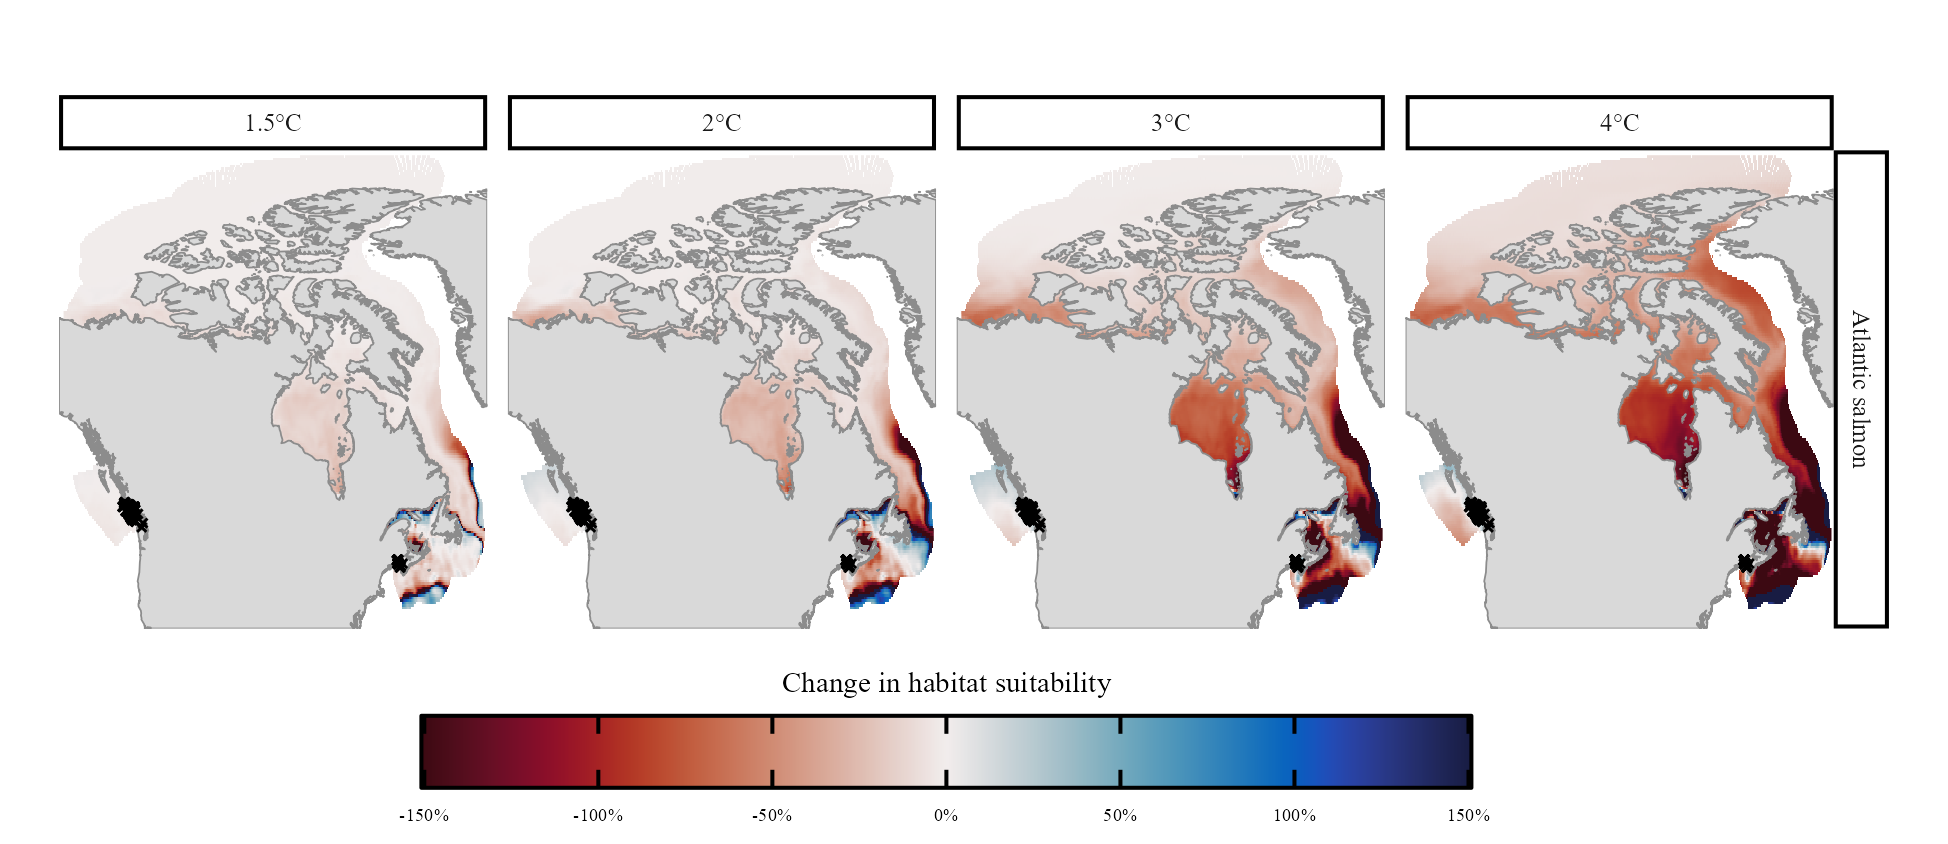 1.5°C
2°C
3°C
4°C
Atlantic salmon
Change in habitat suitability
-150%
-100%
-50%
0%
50%
100%
150%